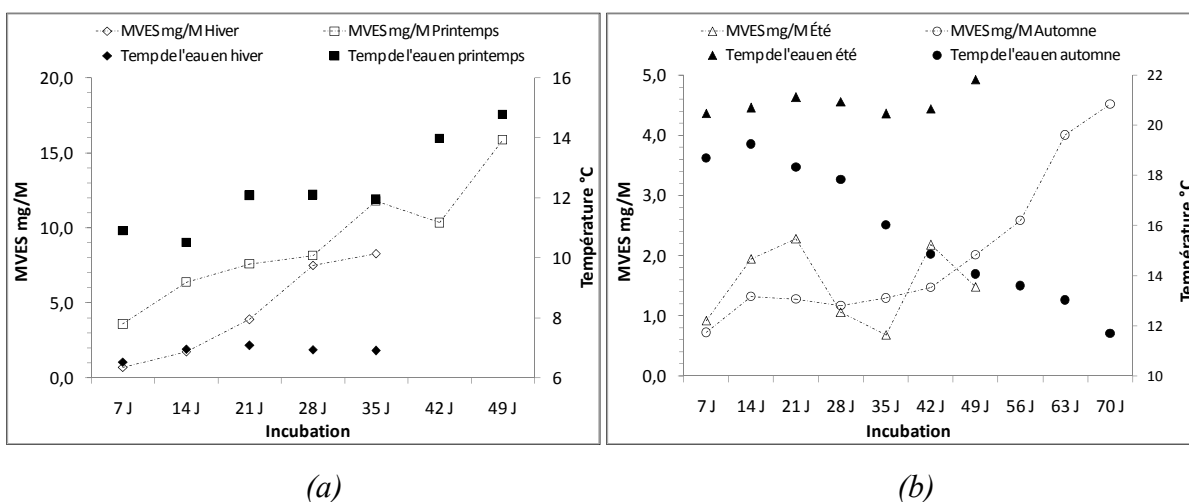 MVES mg/M Hiver MVES mg/M Printemps
Temp de l'eau en hiver Temp de l'eau en printemps
20,0
15,0
10,0
5,0
0,0
MVES mg/M
16
14
12
10
8
6
Température °C
7 J 14 J 21 J 28 J 35 J 42 J 49 J
Incubation
(a)
MVES mg/M Été MVES mg/M Automne
Temp de l'eau en été Temp de l'eau en automne
5,0
4,0
3,0
2,0
1,0
0,0
MVES mg/M
22
20
18
16
14
12
10
Température °C
7 J 14 J 21 J 28 J 35 J 42 J 49 J 56 J 63 J 70 J
Incubation
(b)